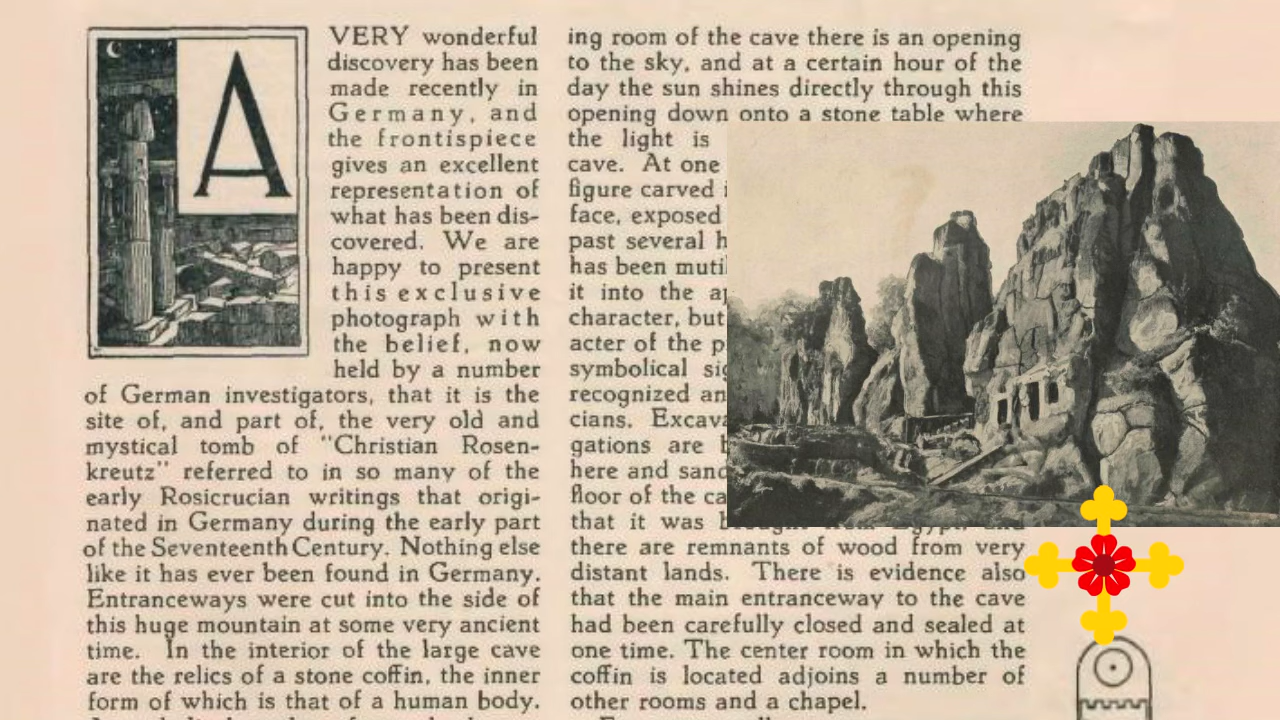 A
VERY wonderful
discovery has been
made recently in
Germany, and
the frontispiece
gives an excellent
representation of
what has been dis-
covered. We are
happy to present
this exclusive
photograph with
the belief, now
held by a number
of German investigators, that it is the
site of, and part of, the very old and
mystical tomb of "Christian Rosen-
kreutz" referred to in so many of the
early Rosicrucian writings that origi-
nated in Germany during the early part
of the Seventeenth Century. Nothing else
like it has ever been found in Germany.
Entranceways were cut into the side of
this huge mountain at some very ancient
time. In the interior of the large cave
are the relics of a stone coffin, the inner
form of which is that of a human body.
ing room of the cave there is an opening
to the sky, and at a certain hour of the
day the sun shines directly through this
opening down onto a stone table where
the light is
cave. At one
figure carved
face, exposed
past several
has been
it into the
character, but
acter of the
symbolical
recognized
cians.
gations are
here and
floor of the
that it was brought from Egypt, and
there are remnants of wood from very
distant lands. There is evidence also
that the main entranceway to the cave
had been carefully closed and sealed at
one time. The center room in which the
coffin is located adjoins a number of
other rooms and a chapel.